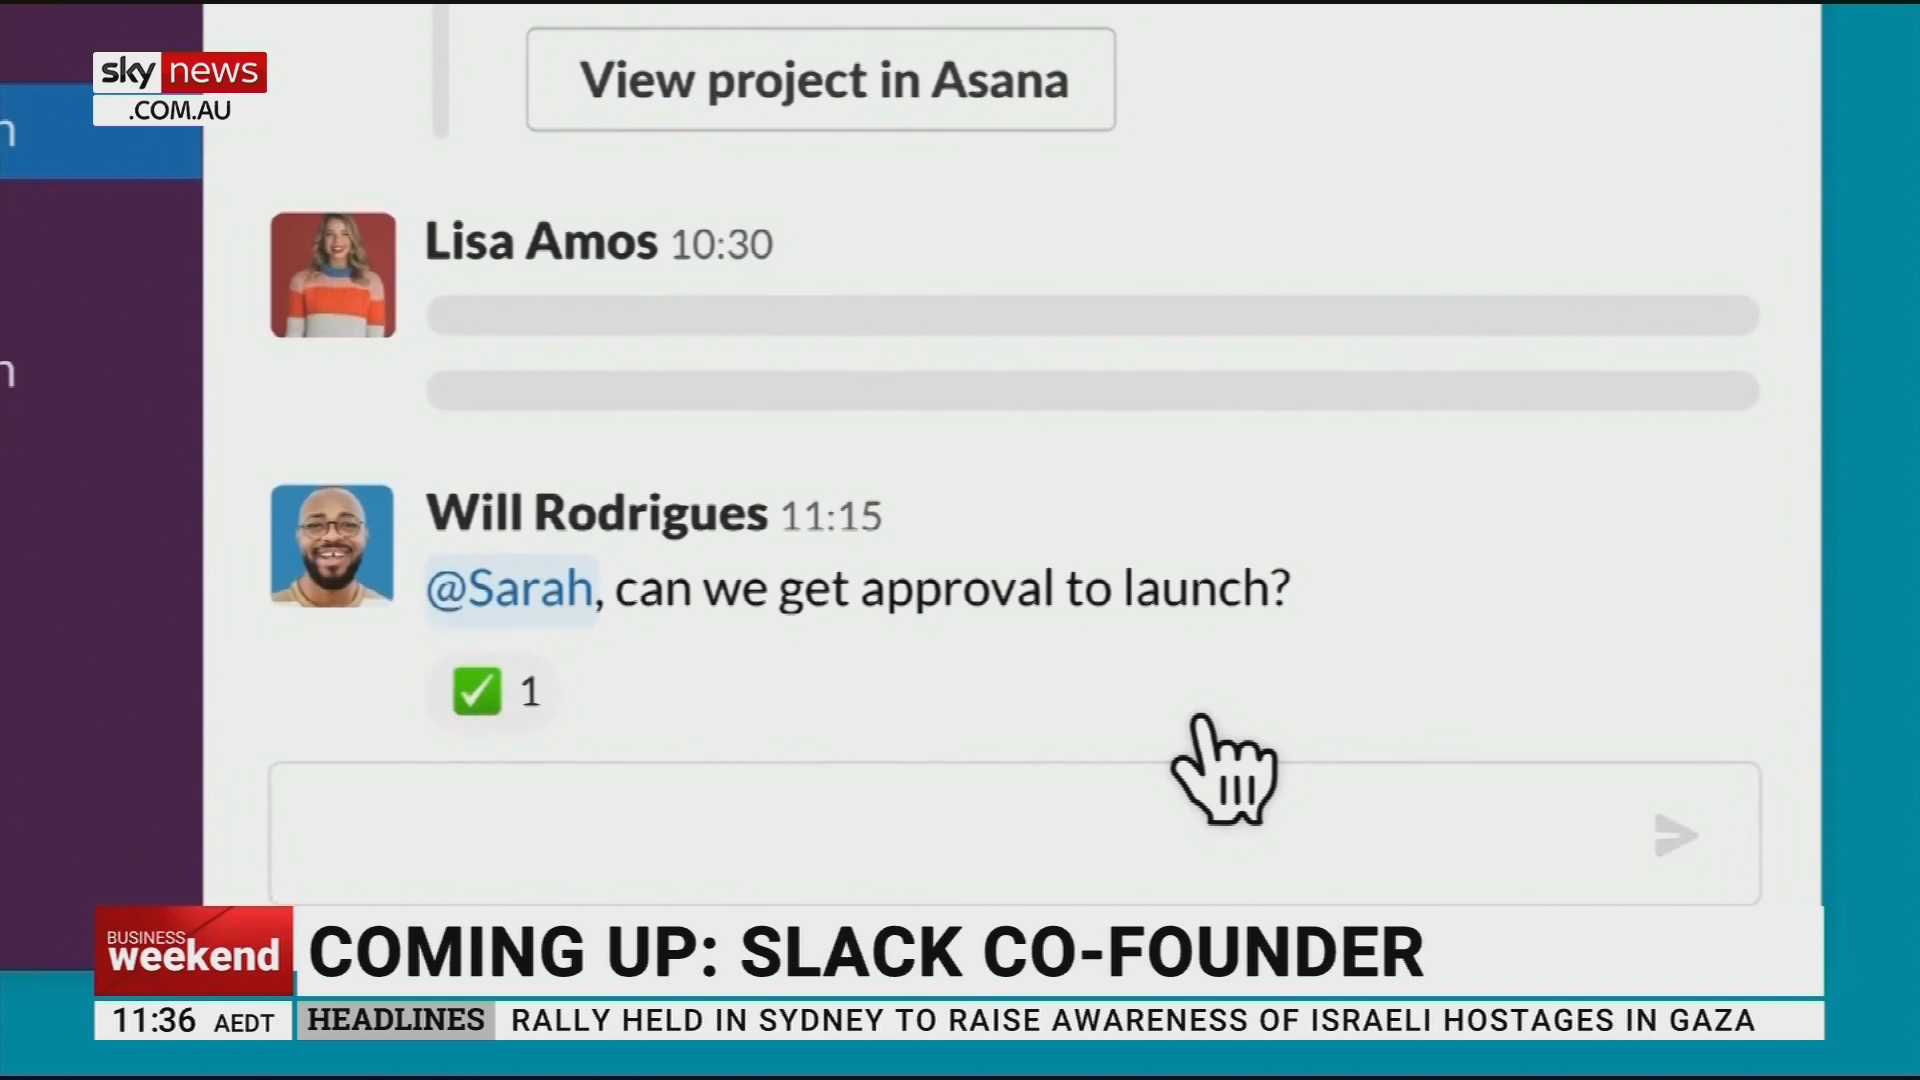 sky news
.COM.AU
View project in Asana
n
Lisa Amos 10:30
n
Will Rodrigues 11:15
@Sarah, can we get approval to launch?
✅ 1
BUSINESS
weekend
COMING UP: SLACK CO-FOUNDER
11:36 AEDT
HEADLINES RALLY HELD IN SYDNEY TO RAISE AWARENESS OF ISRAELI HOSTAGES IN GAZA